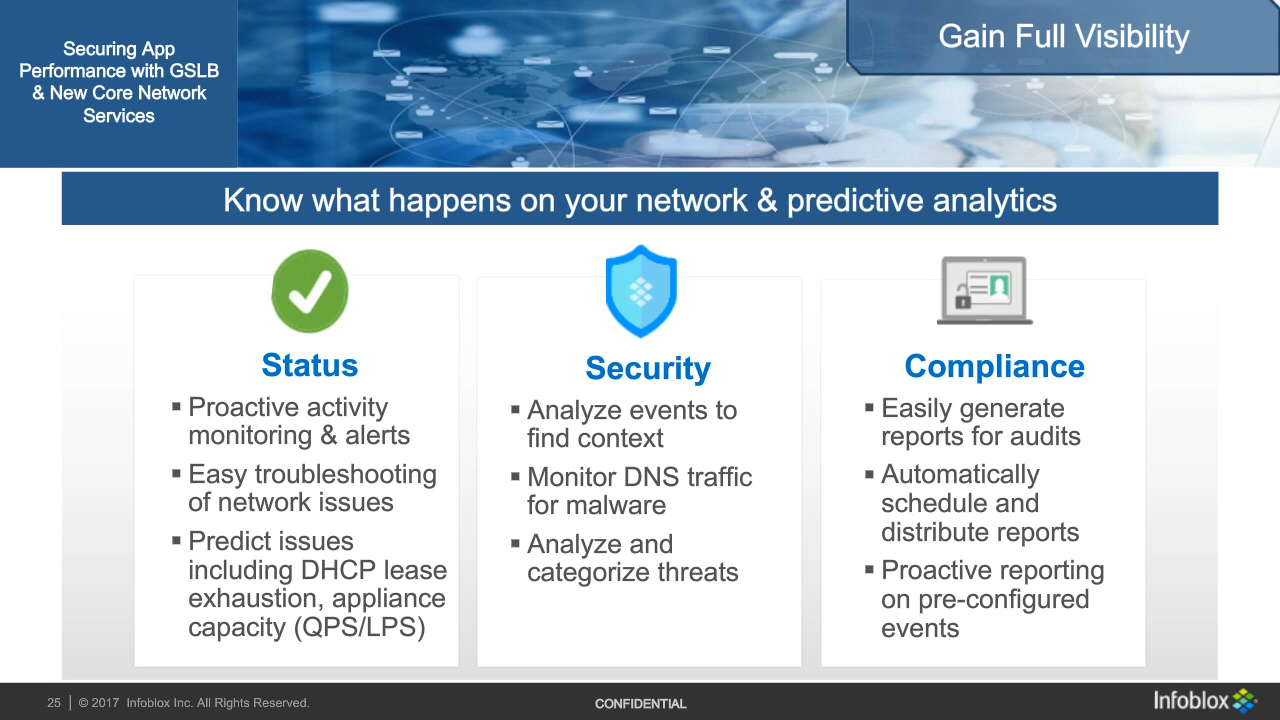 Securing App
Performance with GSLB
& New Core Network
Services
Gain Full Visibility
Know what happens on your network & predictive analytics
Status
▪ Proactive activity
monitoring & alerts
▪ Easy troubleshooting
of network issues
▪ Predict issues
including DHCP lease
exhaustion, appliance
capacity (QPS/LPS)
Security
▪ Analyze events to
find context
▪ Monitor DNS traffic
for malware
▪ Analyze and
categorize threats
Compliance
▪ Easily generate
reports for audits
▪ Automatically
schedule and
distribute reports
▪ Proactive reporting
on pre-configured
events
25 | © 2017 Infoblox Inc. All Rights Reserved.
CONFIDENTIAL
Infoblox